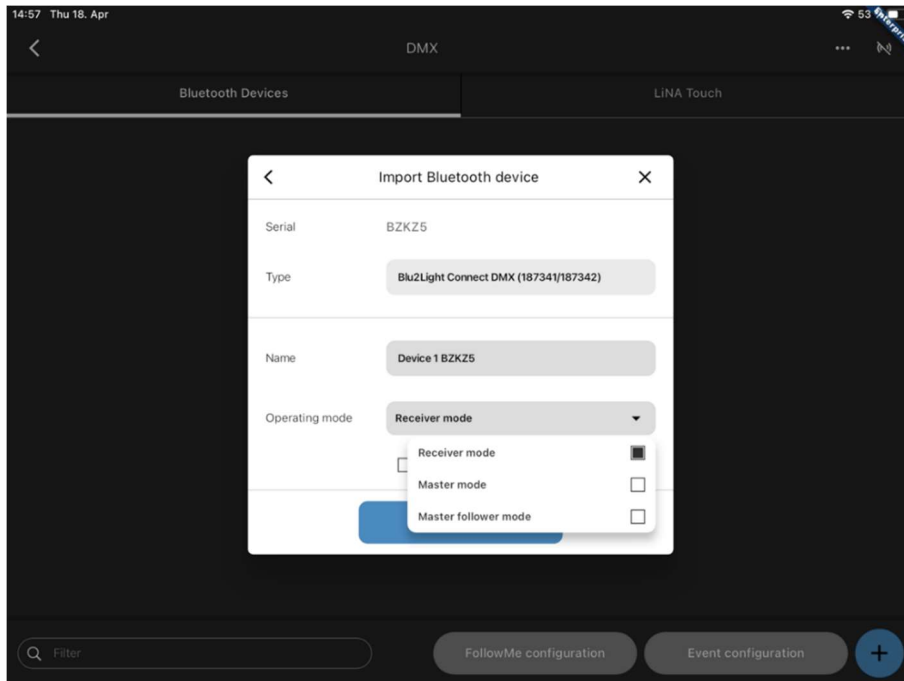 14:57 Thu 18. Apr
53
DMX
Bluetooth Devices
LiNA Touch
Import Bluetooth device
Serial
BZKZ5
Type
Blu2Light Connect DMX (187341/187342)
Name
Device 1 BZKZ5
Operating mode
Receiver mode
Receiver mode
Master mode
Master follower mode
Filter
FollowMe configuration
Event configuration